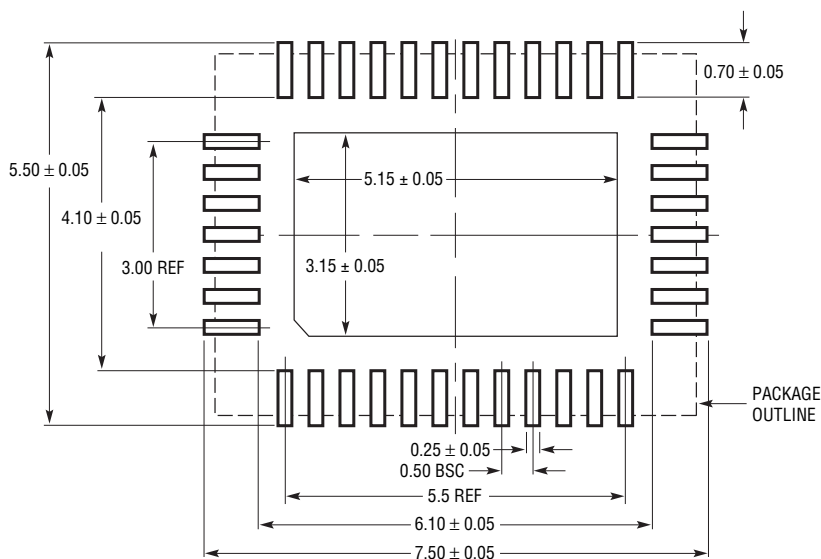 0.70 ± 0.05
5.50 ± 0.05
5.15 ± 0.05
4.10 ± 0.05
3.00 REF
3.15 ± 0.05
PACKAGE
OUTLINE
0.25 ± 0.05
0.50 BSC
5.5 REF
6.10 ± 0.05
7.50 ± 0.05